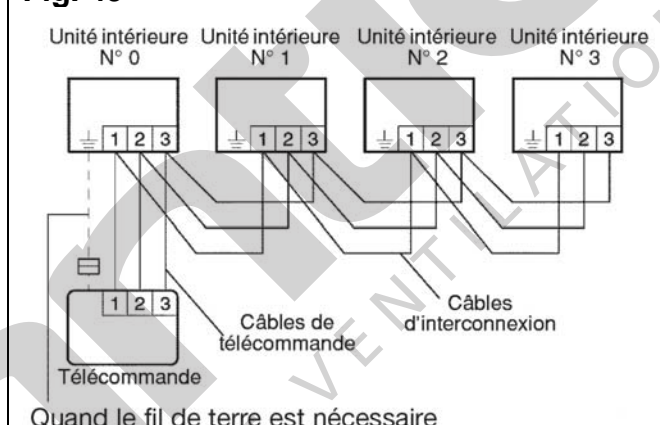 Unité intérieure Unité intérieure Unité intérieure Unité intérieure
N° 0 N° 1 N° 2 N° 3
1 2 3 1 2 3 1 2 3 1 2 3
1 2 3
Câbles de
télécommande
Câbles
d'interconnexion
Télécommande
Quand le fil de terre est nécessaire
VENTILATIO